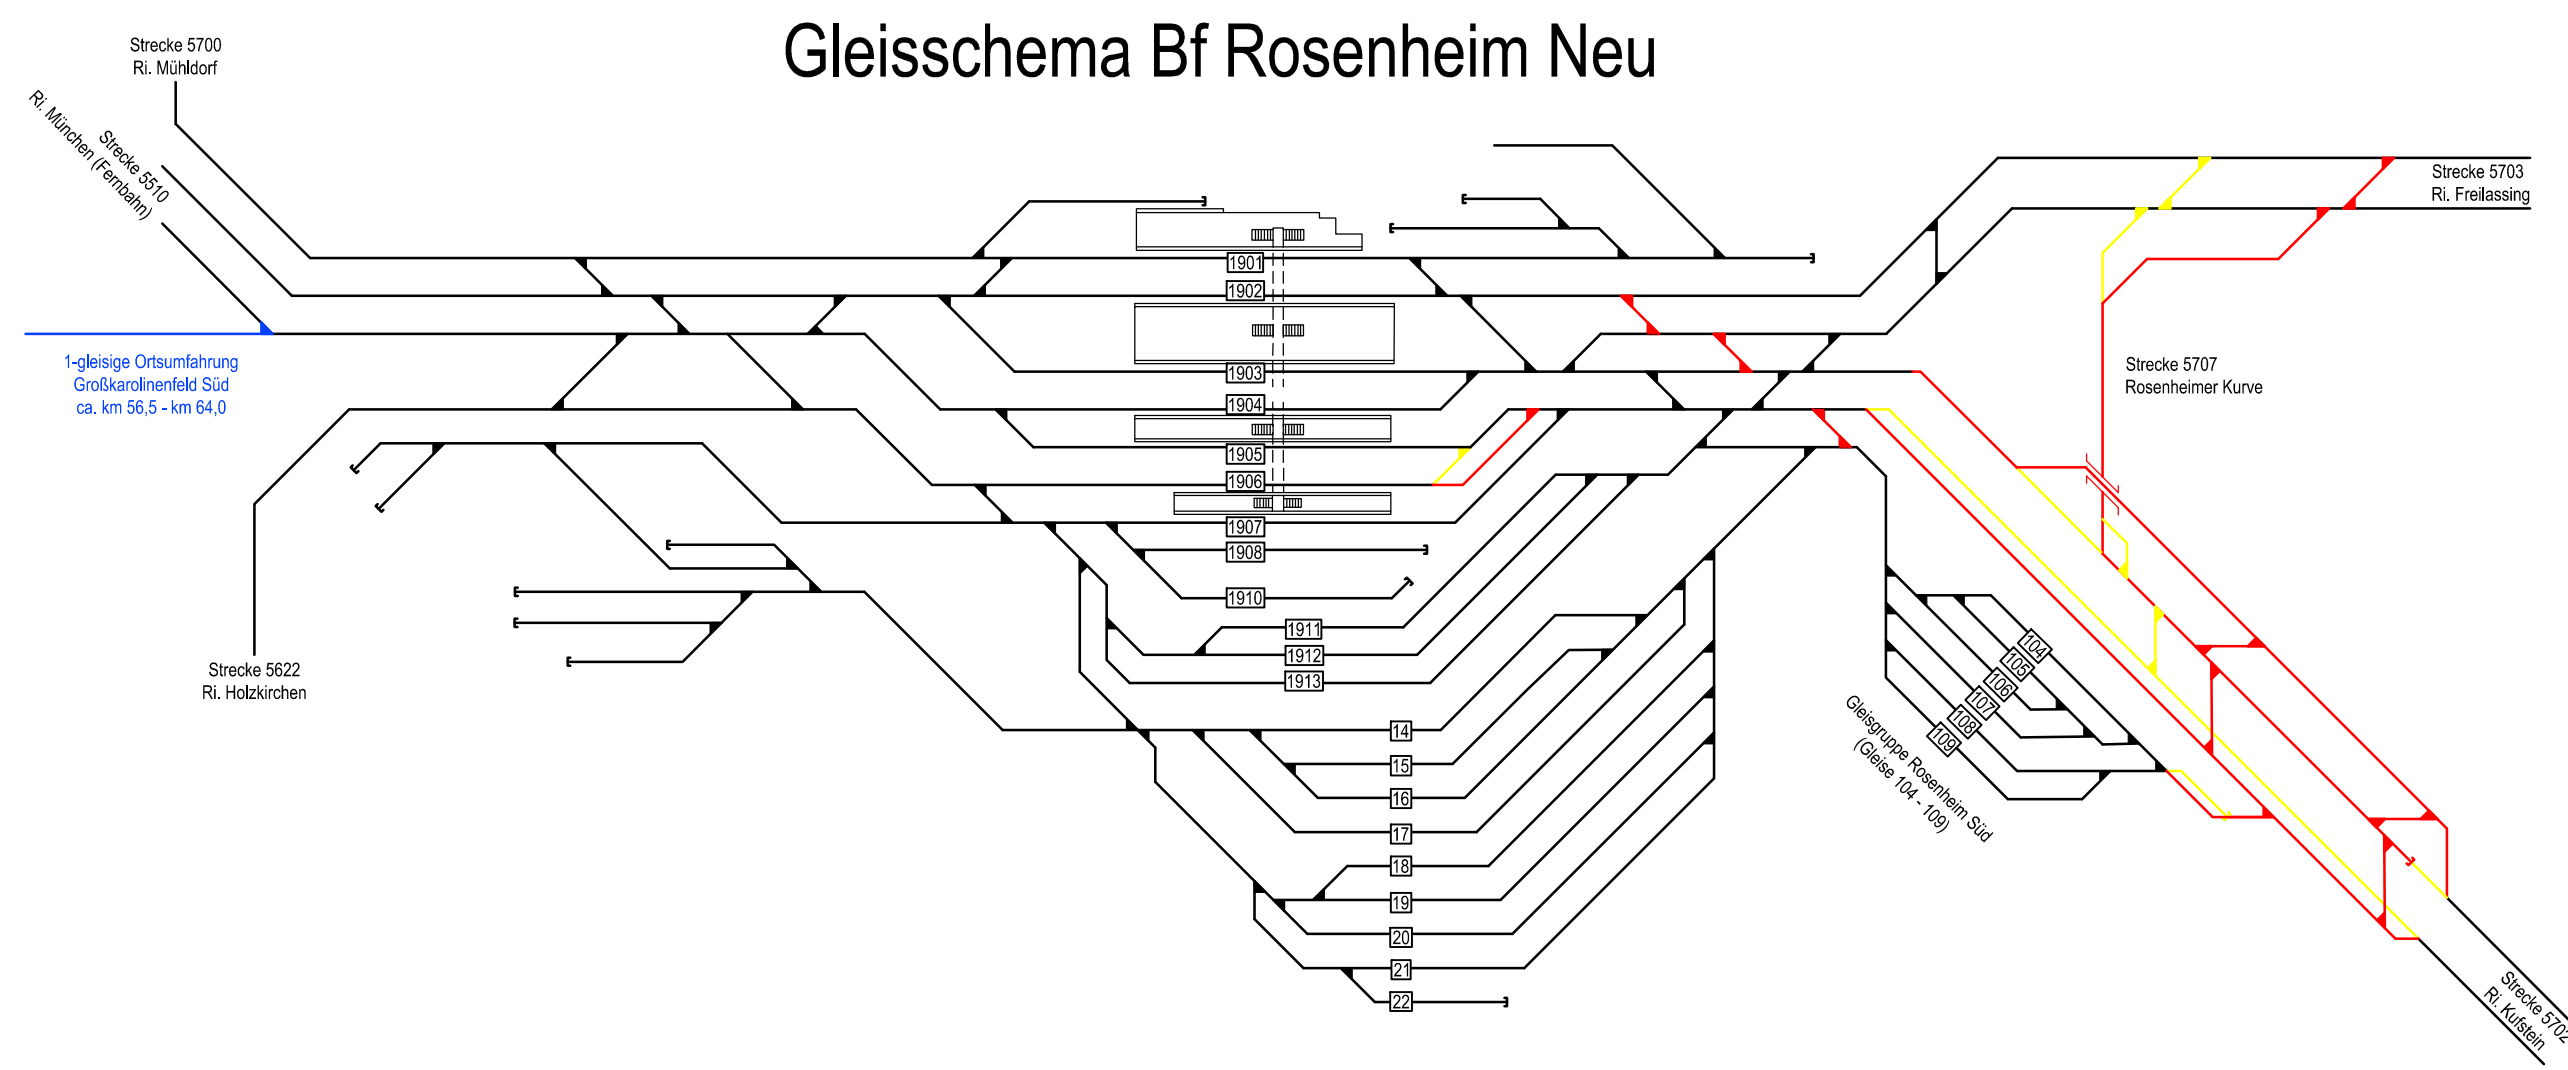 Gleisschema Bf Rosenheim Neu
Strecke 5700
Ri. Mühldorf
Strecke 5510
Ri. München (Fernbahn)
1-gleisige Ortsumfahrung
Großkarolinenfeld Süd
ca. km 56,5 - km 64,0
Strecke 5622
Ri. Holzkirchen
1901
1902
1903
1904
1905
1906
1907
1908
1910
1911
1912
1913
14
15
16
17
18
19
20
21
22
Strecke 5703
Ri. Freilassing
Strecke 5707
Rosenheimer Kurve
104
105
106
107
108
109
Gleisgruppe Rosenheim Süd
(Gleise 104 - 109)
Strecke 5702
Ri. Kufstein